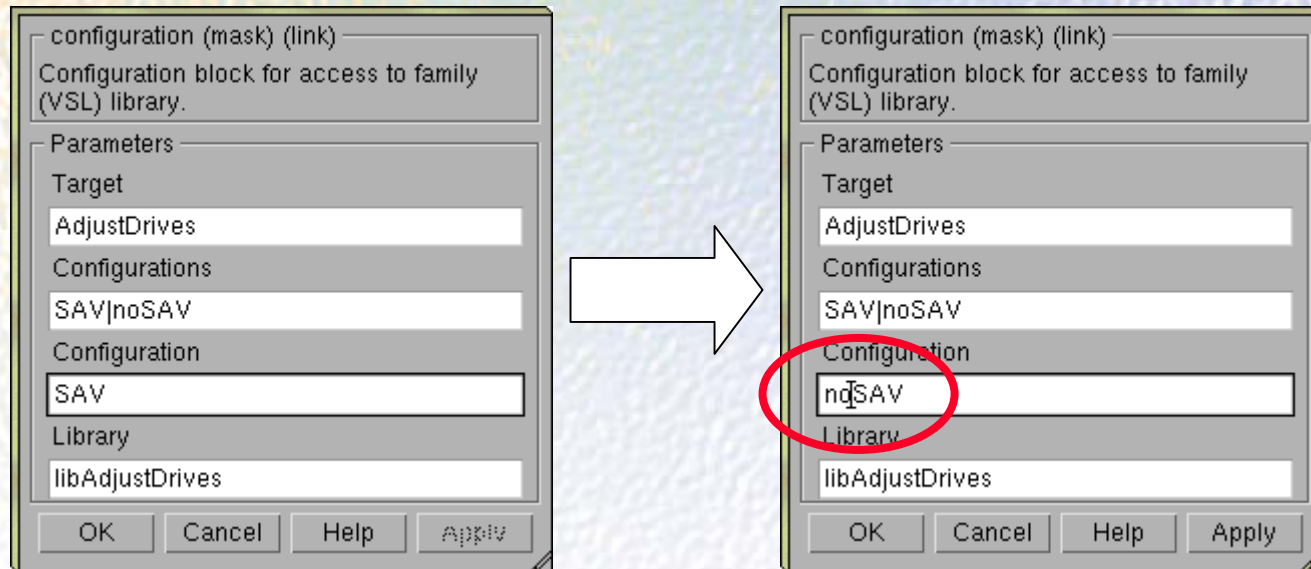 configuration (mask) (link)
Configuration block for access to family
(VSL) library.
Parameters
Target
AdjustDrives
Configurations
SAV|noSAV
Configuration
SAV
Library
libAdjustDrives
OK Cancel Help Apply
configuration (mask) (link)
Configuration block for access to family
(VSL) library.
Parameters
Target
AdjustDrives
Configurations
SAV|noSAV
Configuration
noSAV
Library
libAdjustDrives
OK Cancel Help Apply